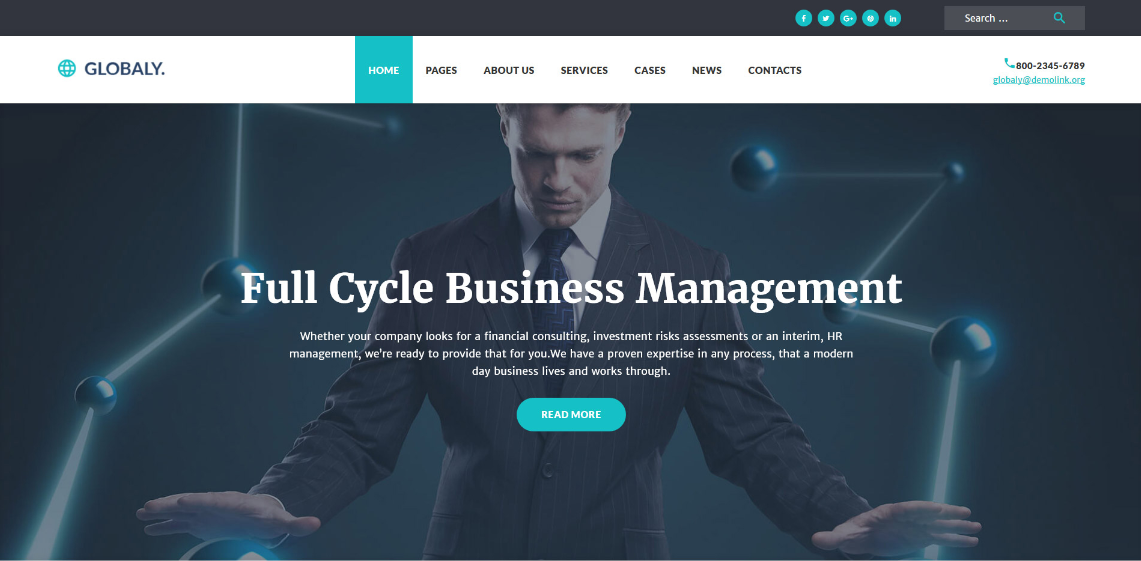 Search ...
GLOBALY.
HOME PAGES ABOUT US SERVICES CASES NEWS CONTACTS
800-2345-6789
globaly@demolink.org
Full Cycle Business Management
Whether your company looks for a financial consulting, investment risks assessments or an interim, HR
management, we're ready to provide that for you.We have a proven expertise in any process, that a modern
day business lives and works through.
READ MORE